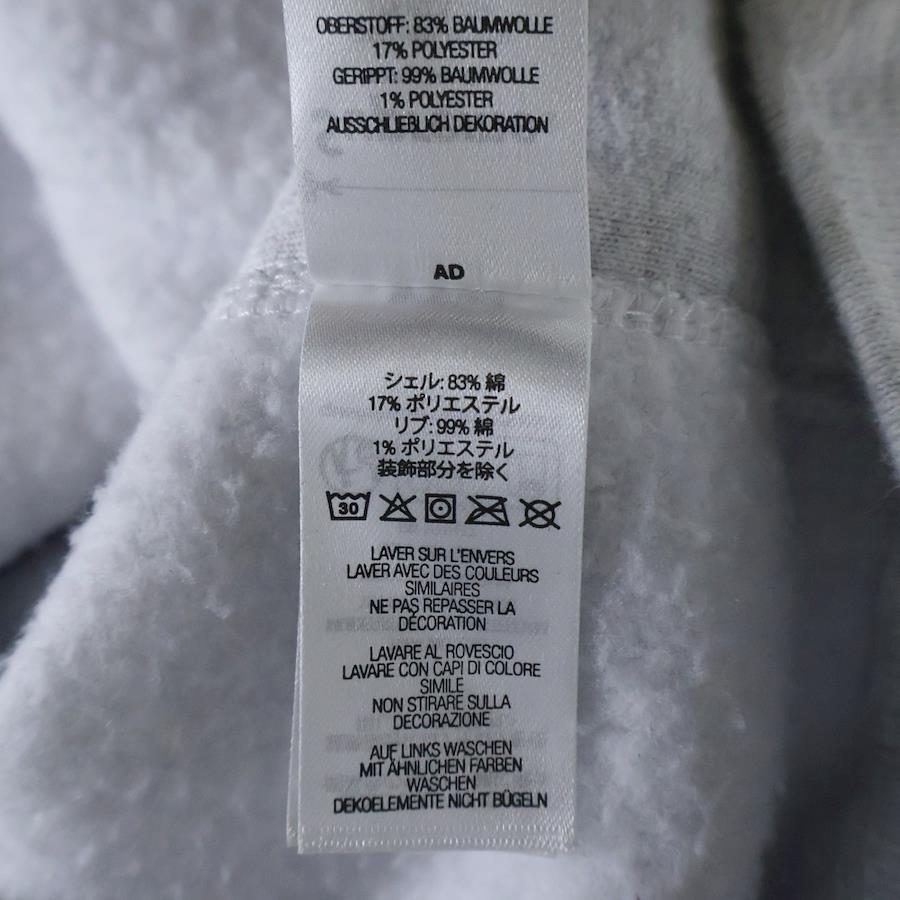 OBERSTOFF: 83% BAUMWOLLE
17% POLYESTER
GERIPPT: 99% BAUMWOLLE
1% POLYESTER
AUSSCHLIEßLICH DEKORATION
AD
シェル: 83% 綿
17% ポリエステル
リブ: 99% 綿
1% ポリエステル
装飾部分を除く
30
LAVER SUR L'ENVERS
LAVER AVEC DES COULEURS
SIMILAIRES
NE PAS REPASSER LA
DÉCORATION
LAVARE AL ROVESCIO
LAVARE CON CAPI DI COLORE
SIMILE
NON STIRARE SULLA
DECORAZIONE
AUF LINKS WASCHEN
MIT ÄHNLICHEN FARBEN
WASCHEN
DEKOELEMENTE NICHT BÜGELN